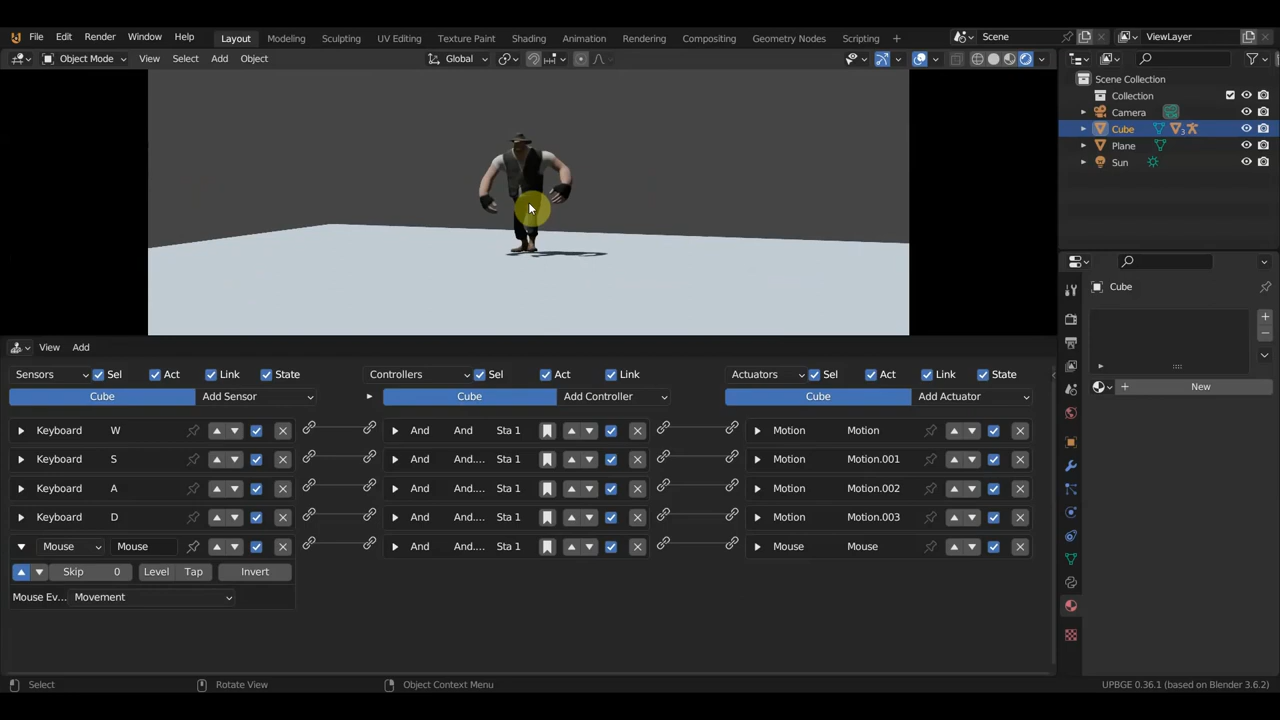 File Edit Render Window Help Layout Modeling Sculpting UV Editing Texture Paint Shading Animation Rendering Compositing Geometry Nodes Scripting + Scene ViewLayer
Object Mode View Select Add Object Global
Scene Collection
Collection
Camera
Cube 3
Plane
Sun
Cube
New
View Add
Sensors Sel Act Link State Controllers Sel Act Link Actuators Sel Act Link State
Cube Add Sensor Cube Add Controller Cube Add Actuator
Keyboard W And And Sta 1 Motion Motion
Keyboard S And And.... Sta 1 Motion Motion.001
Keyboard A And And.... Sta 1 Motion Motion.002
Keyboard D And And.... Sta 1 Motion Motion.003
Mouse Mouse And And.... Sta 1 Mouse Mouse
Skip 0 Level Tap Invert
Mouse Ev... Movement
Select Rotate View Object Context Menu UPBGE 0.36.1 (based on Blender 3.6.2)